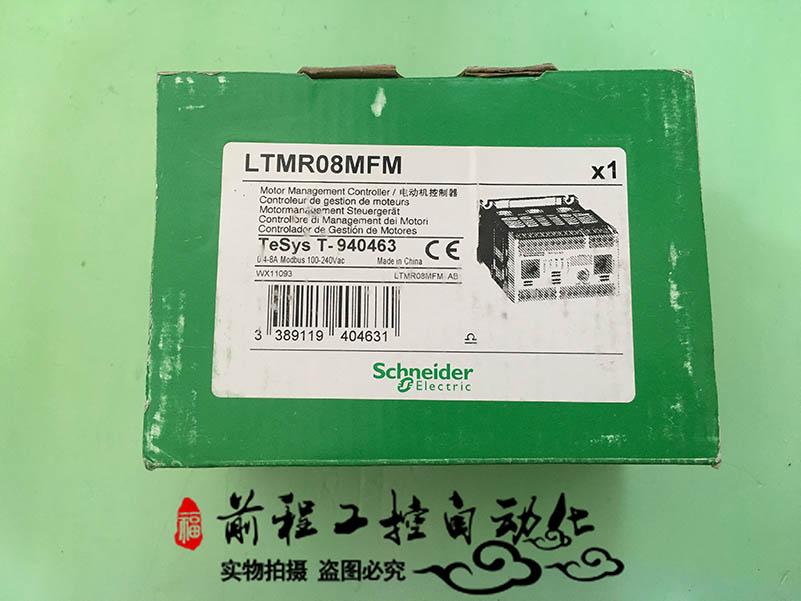 LTMR08MFM
x1
Motor Management Controller / 电动机控制器
Controleur de gestion de moteurs
Motormanagement Steuergerät
Controllore di Management dei Motori
Controlador de Gestión de Motores
TeSys T- 940463 CE
0.4-8A Modbus 100-240Vac Made in China
WX11093 LTMR08MFM AB
3 389119 404631
Schneider
Electric
福 前程工控自动化
实物拍摄 盗图必究